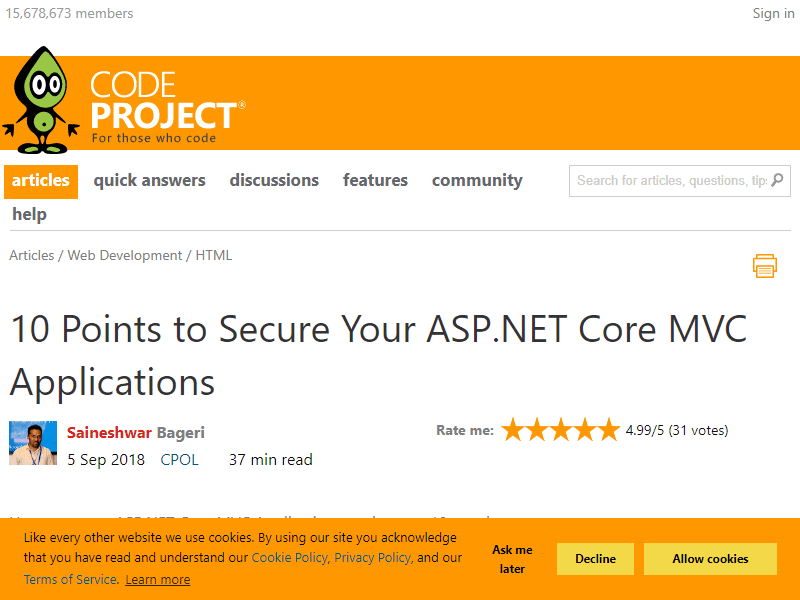 15,678,673 members
Sign in
CODE
PROJECT®
For those who code
articles quick answers discussions features community
Search for articles, questions, tips
help
Articles / Web Development / HTML
10 Points to Secure Your ASP.NET Core MVC
Applications
Saineshwar Bageri
Rate me: 4.99/5 (31 votes)
5 Sep 2018 CPOL 37 min read
Like every other website we use cookies. By using our site you acknowledge
that you have read and understand our Cookie Policy, Privacy Policy, and our
Terms of Service. Learn more
Ask me
later
Decline
Allow cookies